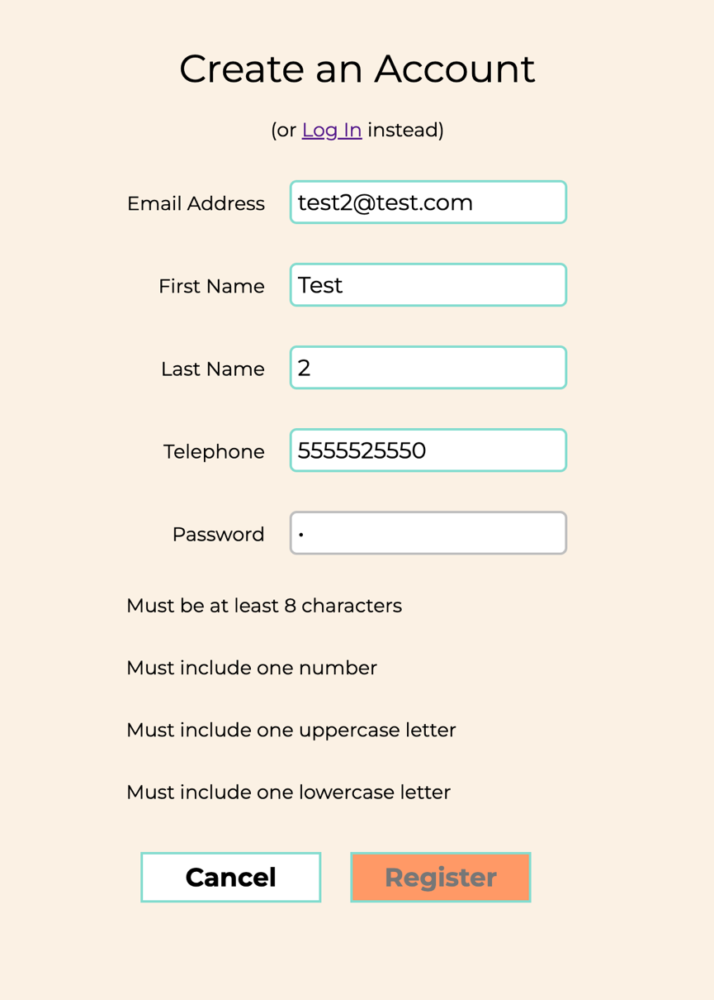 Create an Account
(or Log In instead)
Email Address test2@test.com
First Name Test
Last Name 2
Telephone 5555525550
Password •
Must be at least 8 characters
Must include one number
Must include one uppercase letter
Must include one lowercase letter
Cancel Register